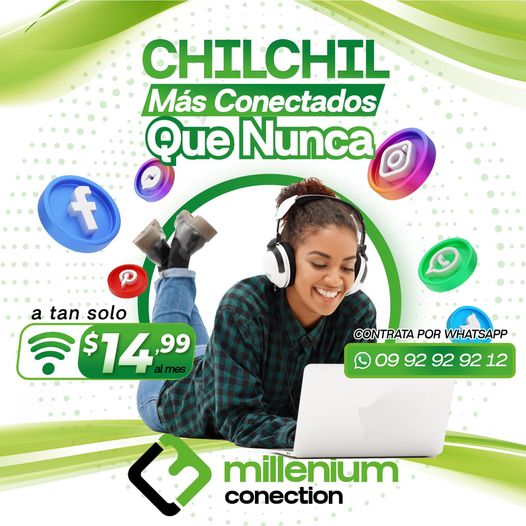 CHILCHIL
Más Conectados
Que Nunca
a tan solo
$14,99
al mes
CONTRATA POR WHATSAPP
09 92 92 92 12
millenium
conection